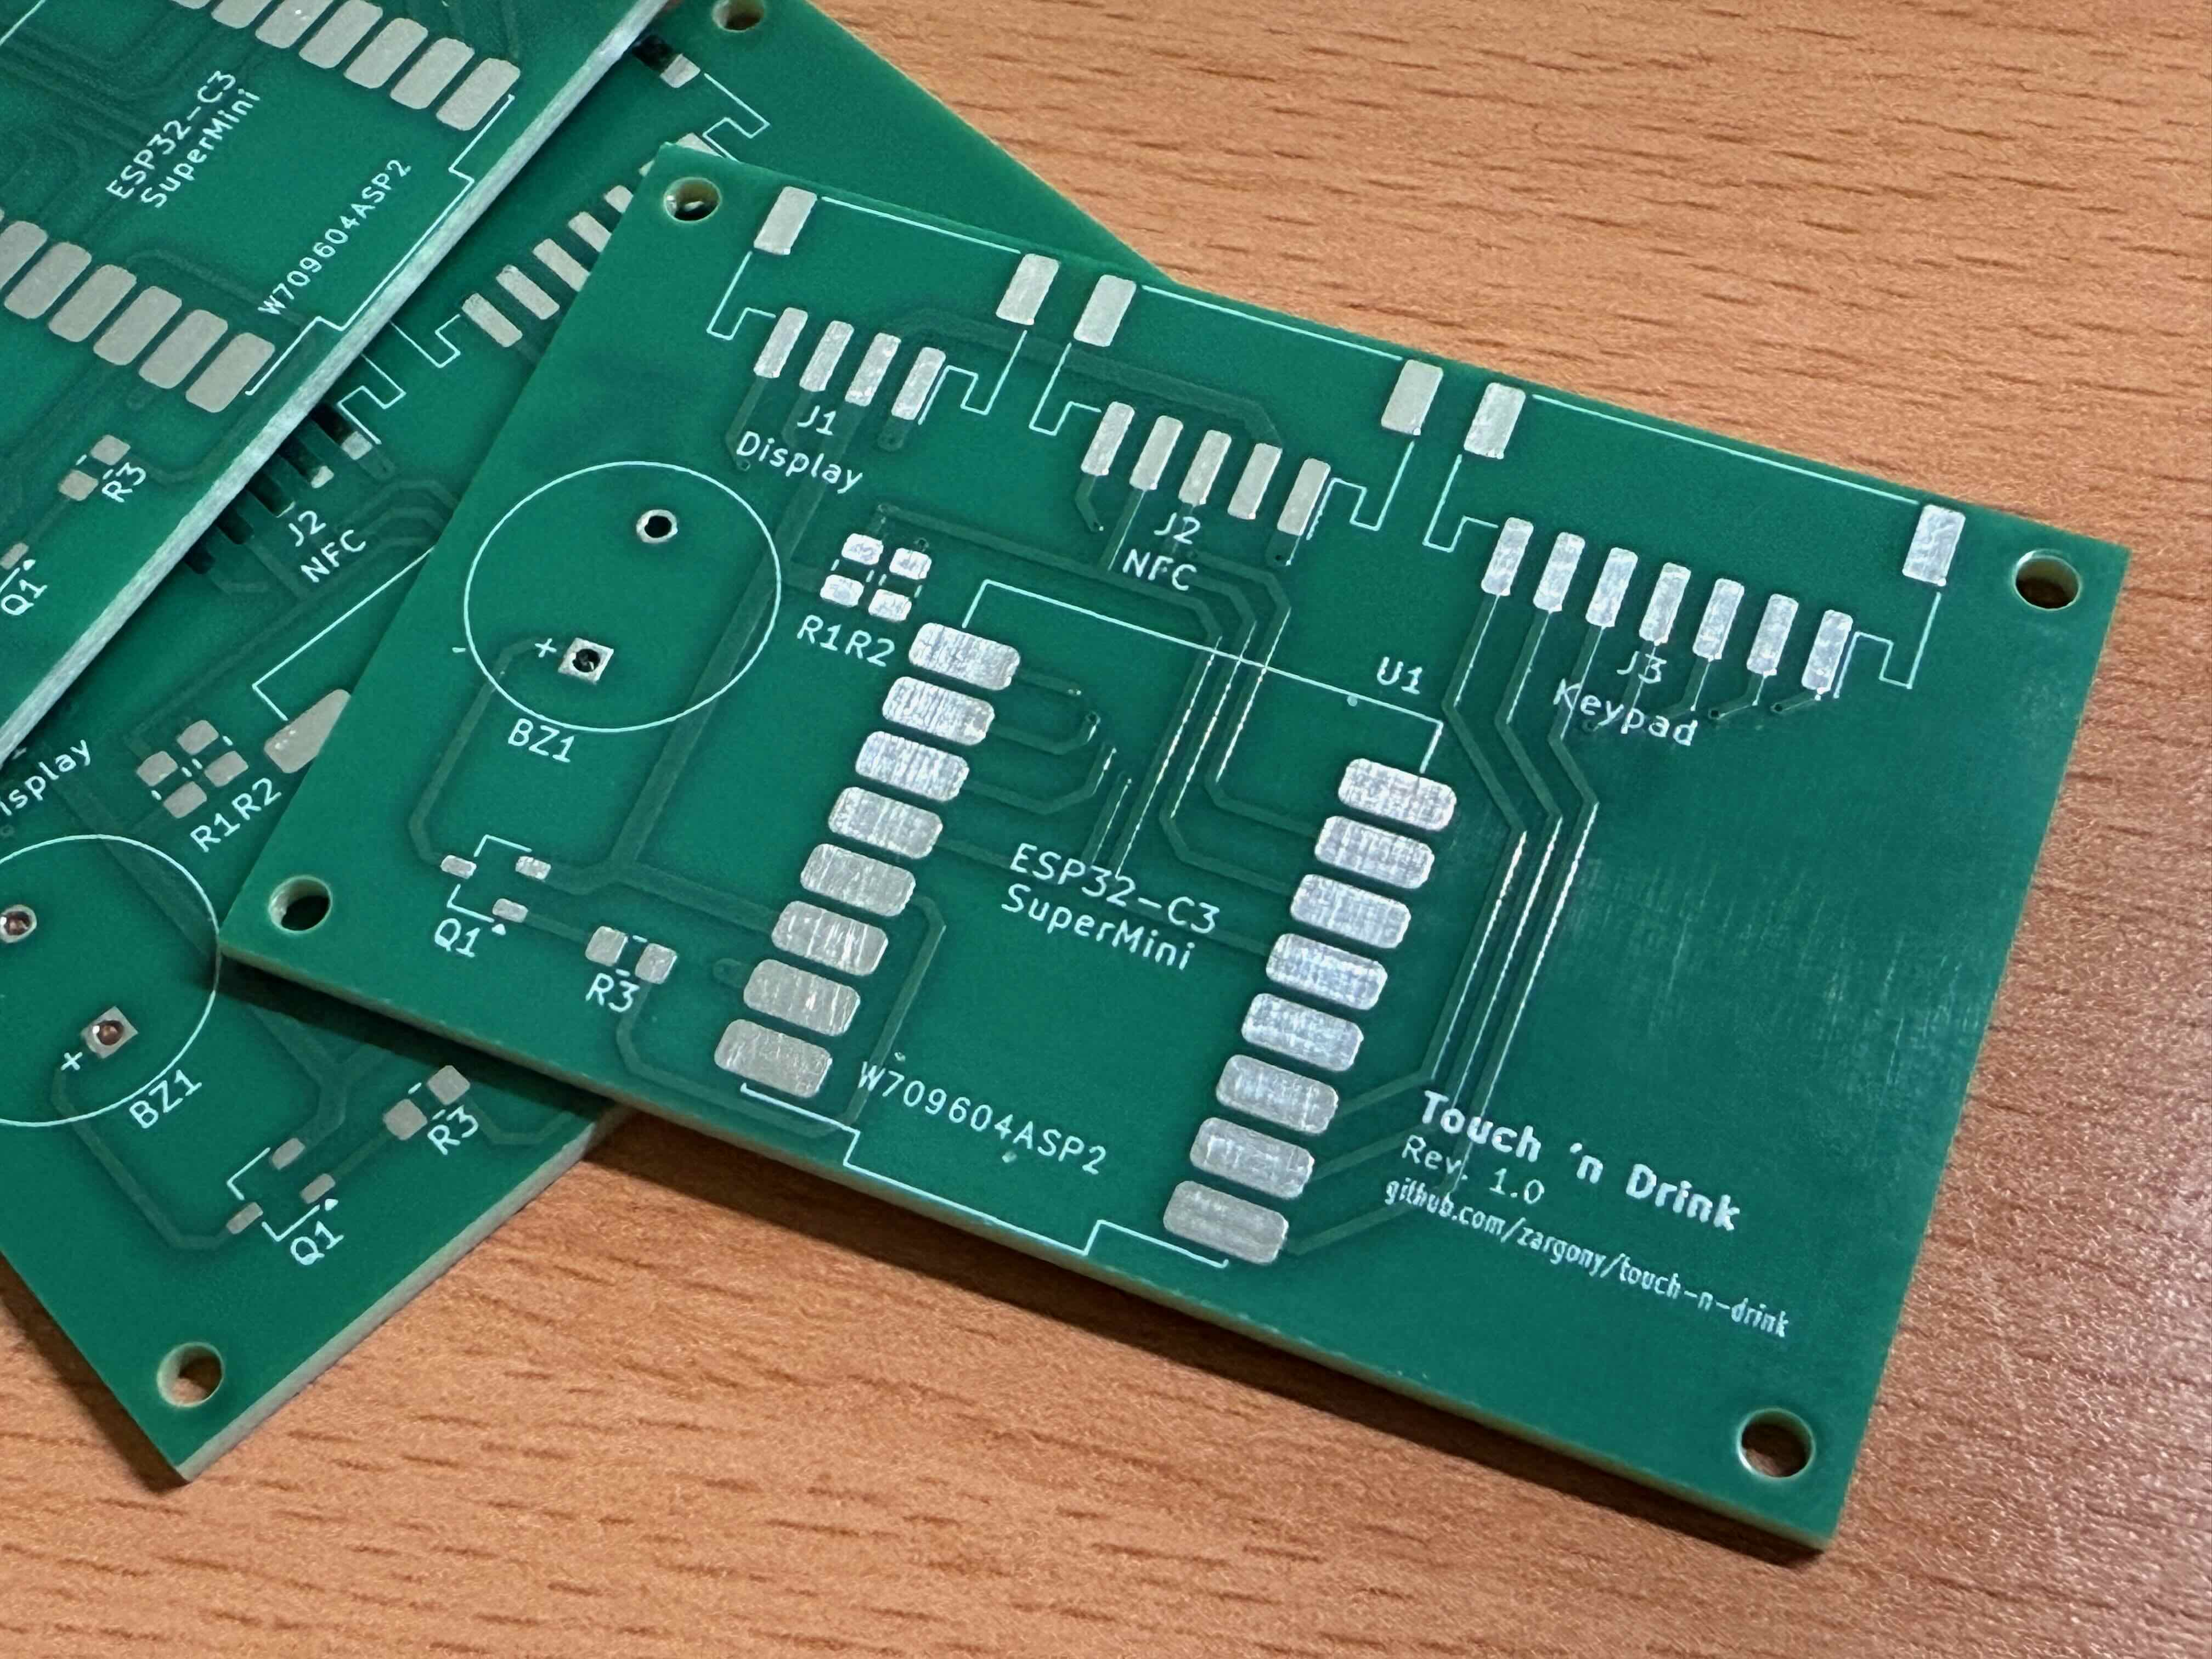 ESP32-C3
SuperMini
W709604ASP2
R3
Q1
J2
NFC
R1R2
BZ1
+
R3
Q1
J1
Display
J2
NFC
J3
Keypad
R1R2
U1
+
BZ1
ESP32-C3
SuperMini
Q1
R3
W709604ASP2
Touch 'n Drink
Rev. 1.0
github.com/zargony/touch-n-drink